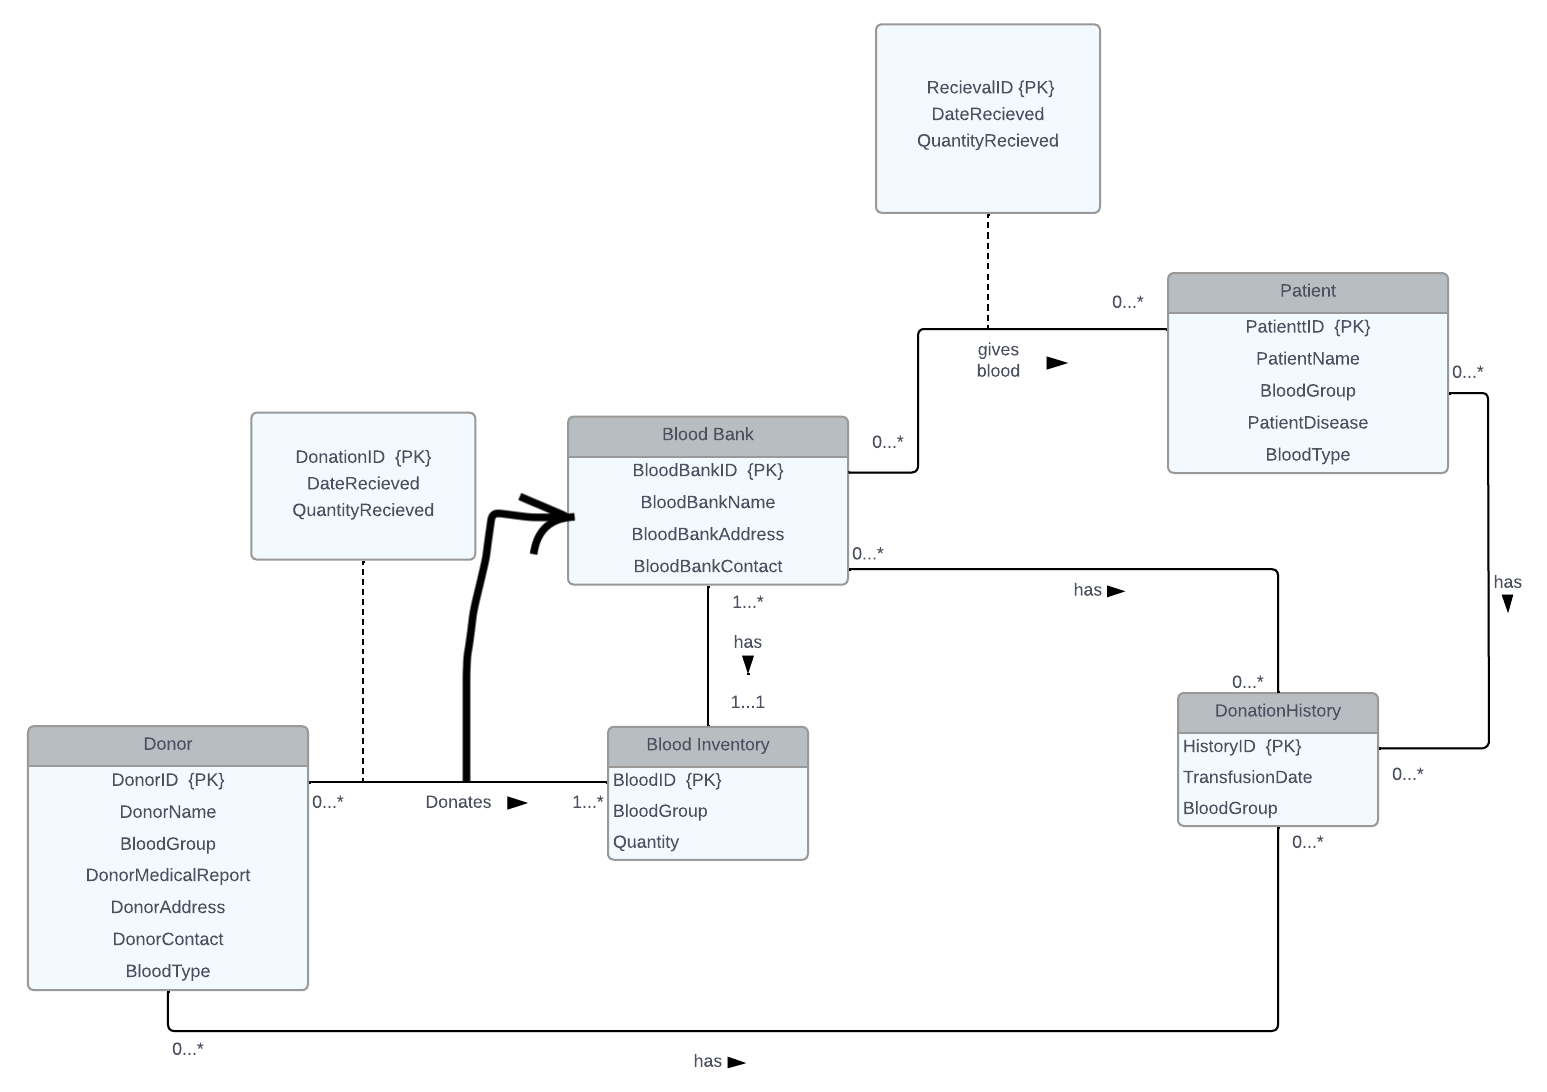 RecievalID {PK}
DateRecieved
QuantityRecieved
Patient
PatienttID {PK}
PatientName
BloodGroup
PatientDisease
BloodType
0...*
0...*
gives
blood
0...*
DonationID {PK}
DateRecieved
QuantityRecieved
Blood Bank
BloodBankID {PK}
BloodBankName
BloodBankAddress
BloodBankContact
0...*
has
has
1...*
has
1...1
0...*
DonationHistory
HistoryID {PK}
TransfusionDate
BloodGroup
0...*
0...*
Donor
DonorID {PK}
DonorName
BloodGroup
DonorMedicalReport
DonorAddress
DonorContact
BloodType
0...*
Donates
1...*
Blood Inventory
BloodID {PK}
BloodGroup
Quantity
0...*
has